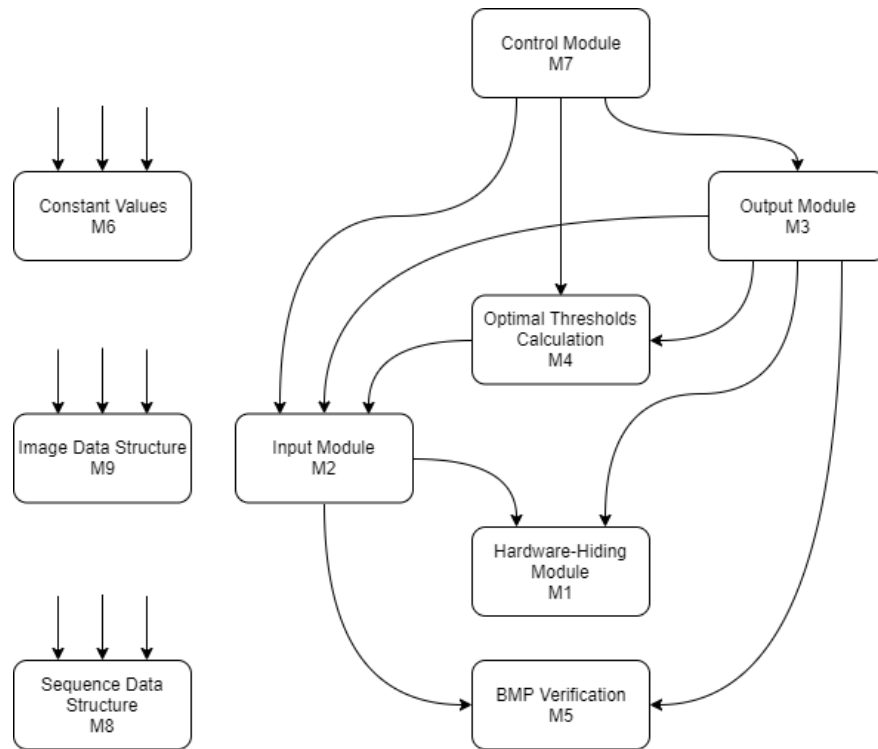 Control Module
M7
Constant Values
M6
Output Module
M3
Optimal Thresholds
Calculation
M4
Image Data Structure
M9
Input Module
M2
Hardware-Hiding
Module
M1
Sequence Data
Structure
M8
BMP Verification
M5